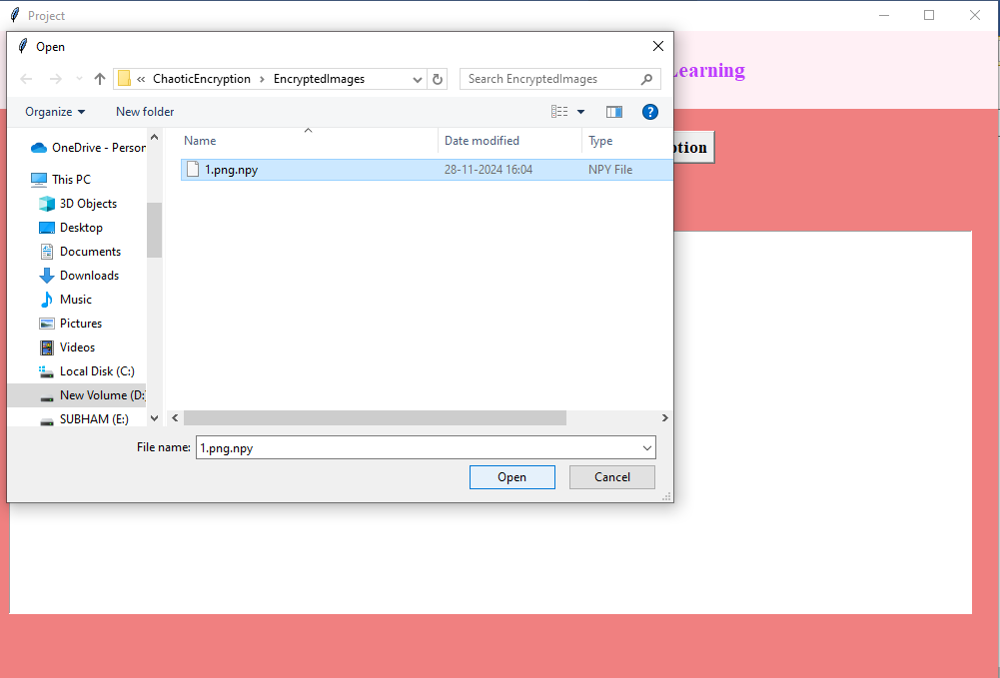 Project
Open
Learning
« ChaoticEncryption › EncryptedImages
Search EncryptedImages
Organize
New folder
Name
Date modified
Type
OneDrive - Person
1.png.npy
28-11-2024 16:04
NPY File
This PC
3D Objects
Desktop
Documents
Downloads
Music
Pictures
Videos
Local Disk (C:)
New Volume (D:)
SUBHAM (E:)
File name:
1.png.npy
Open
Cancel